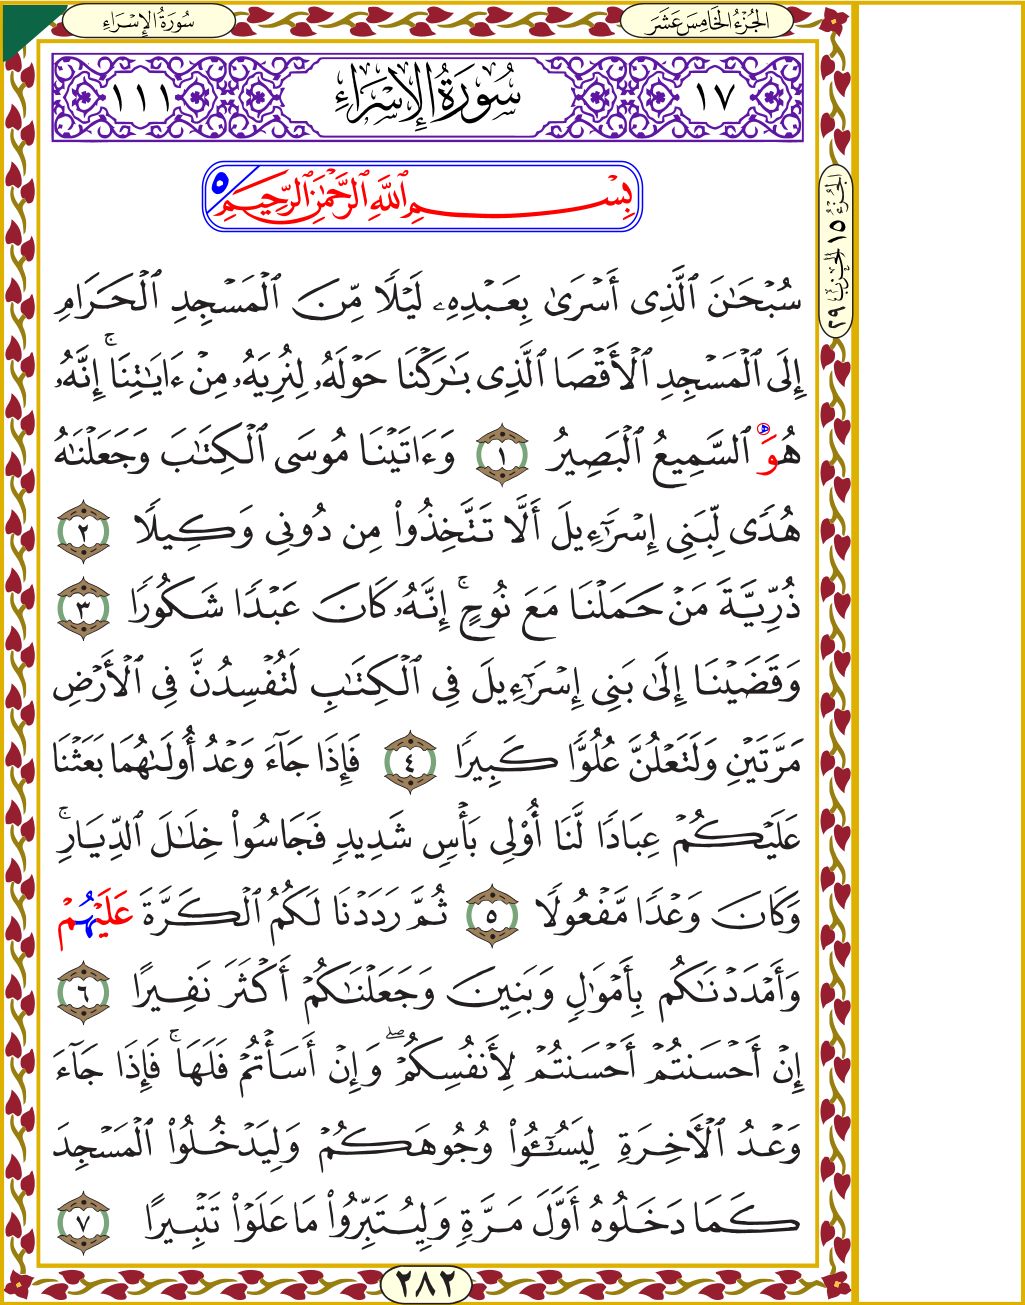 سُورَةُ الإِسْرَاءِ
الجُزْءُ الخَامِسَ عَشَرَ
١٧
سُورَةُ الإِسْرَاءِ
١١١
بِسْمِ ٱللَّهِ ٱلرَّحْمَٰنِ ٱلرَّحِيمِ
٥
سُبْحَٰنَ ٱلَّذِى أَسْرَىٰ بِعَبْدِهِۦ لَيْلًا مِّنَ ٱلْمَسْجِدِ ٱلْحَرَامِ
إِلَى ٱلْمَسْجِدِ ٱلْأَقْصَا ٱلَّذِى بَٰرَكْنَا حَوْلَهُۥ لِنُرِيَهُۥ مِنْ ءَايَٰتِنَا ۚ إِنَّهُۥ
هُوَ ٱلسَّمِيعُ ٱلْبَصِيرُ ١ وَءَاتَيْنَا مُوسَى ٱلْكِتَٰبَ وَجَعَلْنَٰهُ
هُدًى لِّبَنِى إِسْرَٰٓءِيلَ أَلَّا تَتَّخِذُوا۟ مِن دُونِى وَكِيلًا ٢
ذُرِّيَّةَ مَنْ حَمَلْنَا مَعَ نُوحٍ ۚ إِنَّهُۥ كَانَ عَبْدًا شَكُورًا ٣
وَقَضَيْنَا إِلَىٰ بَنِى إِسْرَٰٓءِيلَ فِى ٱلْكِتَٰبِ لَتُفْسِدُنَّ فِى ٱلْأَرْضِ
مَرَّتَيْنِ وَلَتَعْلُنَّ عُلُوًّا كَبِيرًا ٤ فَإِذَا جَآءَ وَعْدُ أُولَىٰهُمَا بَعَثْنَا
عَلَيْكُمْ عِبَادًا لَّنَا أُو۟لِى بَأْسٍ شَدِيدٍ فَجَاسُوا۟ خِلَٰلَ ٱلدِّيَارِ ۚ
وَكَانَ وَعْدًا مَّفْعُولًا ٥ ثُمَّ رَدَدْنَا لَكُمُ ٱلْكَرَّةَ عَلَيْهُمْ
وَأَمْدَدْنَٰكُم بِأَمْوَٰلٍ وَبَنِينَ وَجَعَلْنَٰكُمْ أَكْثَرَ نَفِيرًا ٦
إِنْ أَحْسَنتُمْ أَحْسَنتُمْ لِأَنفُسِكُمْ ۖ وَإِنْ أَسَأْتُمْ فَلَهَا ۚ فَإِذَا جَآءَ
وَعْدُ ٱلْأَخِرَةِ لِيَسُۥٓـُٔوا۟ وُجُوهَكُمْ وَلِيَدْخُلُوا۟ ٱلْمَسْجِدَ
كَمَا دَخَلُوهُ أَوَّلَ مَرَّةٍ وَلِيُتَبِّرُوا۟ مَا عَلَوْا۟ تَتْبِيرًا ٧
٢٨٢
الجُزْءُ ١٥ الحِزْبُ ٢٩